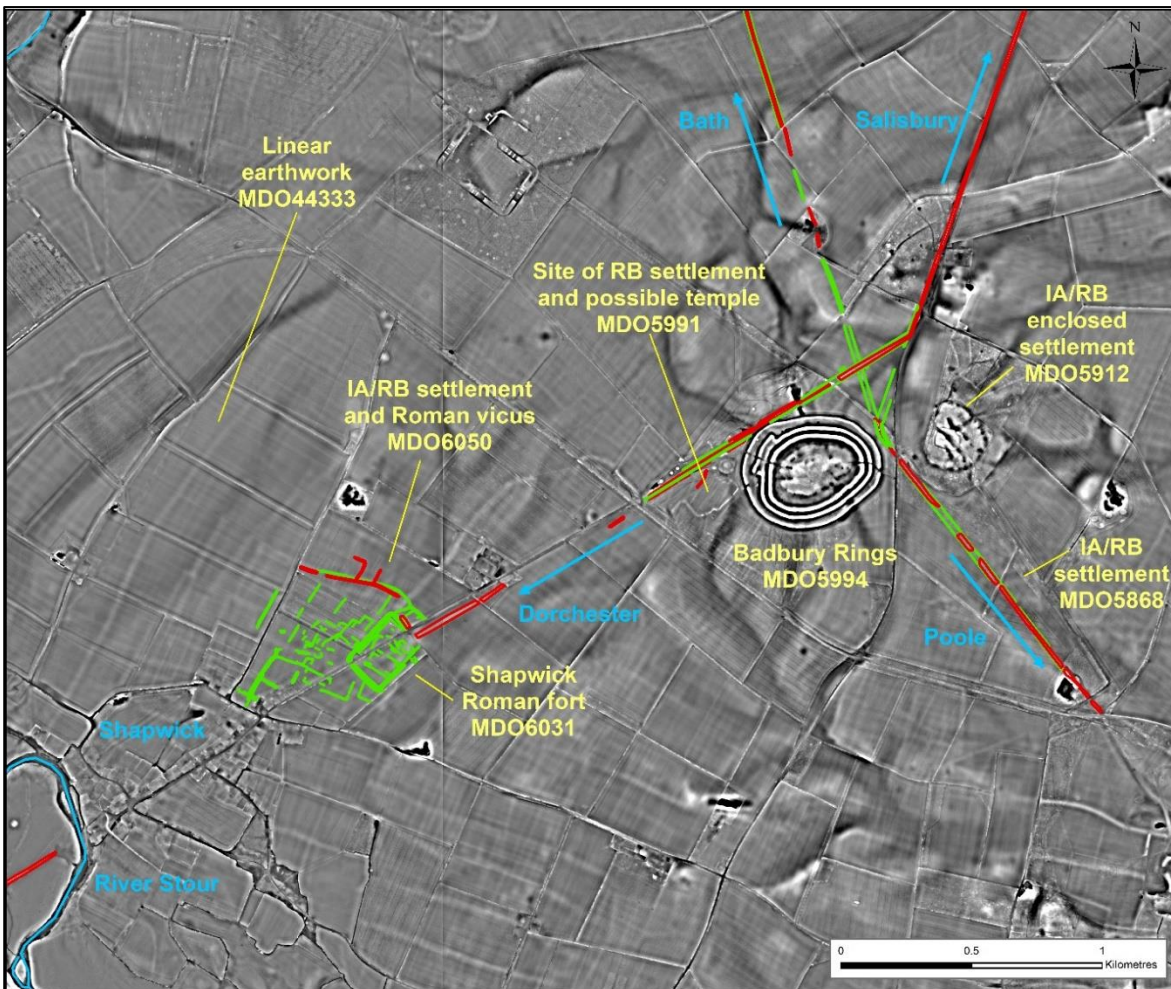 N
Bath
Salisbury
Linear
earthwork
MDO44333
Site of RB settlement
and possible temple
MDO5991
IA/RB
enclosed
settlement
MDO5912
IA/RB settlement
and Roman vicus
MDO6050
Badbury Rings
MDO5994
IA/RB
settlement
MDO5868
Dorchester
Poole
Shapwick
Roman fort
MDO6031
Shapwick
River Stour
0 0.5 1
Kilometres